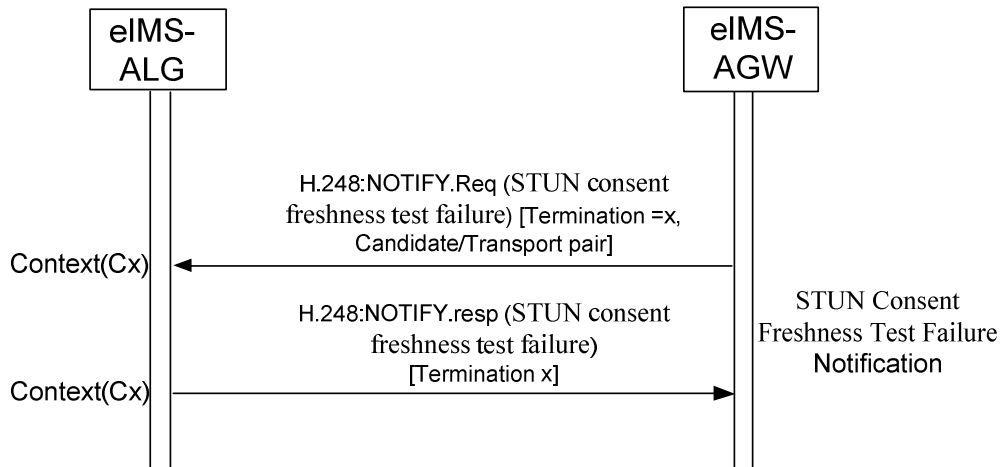 eIMS-
ALG
eIMS-
AGW
H.248:NOTIFY.Req (STUN consent
freshness test failure) [Termination =x,
Candidate/Transport pair]
Context(Cx)
H.248:NOTIFY.resp (STUN consent
freshness test failure)
[Termination x]
Context(Cx)
STUN Consent
Freshness Test Failure
Notification